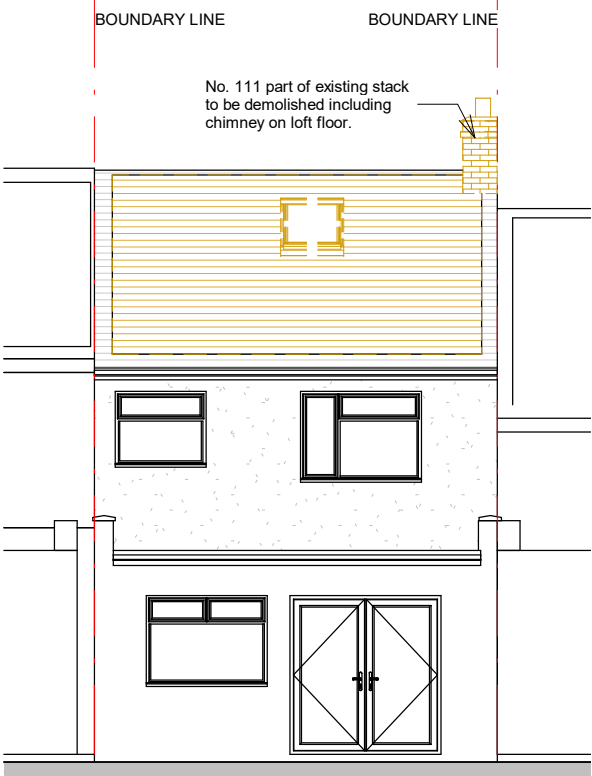 BOUNDARY LINE
BOUNDARY LINE
No. 111 part of existing stack
to be demolished including
chimney on loft floor.